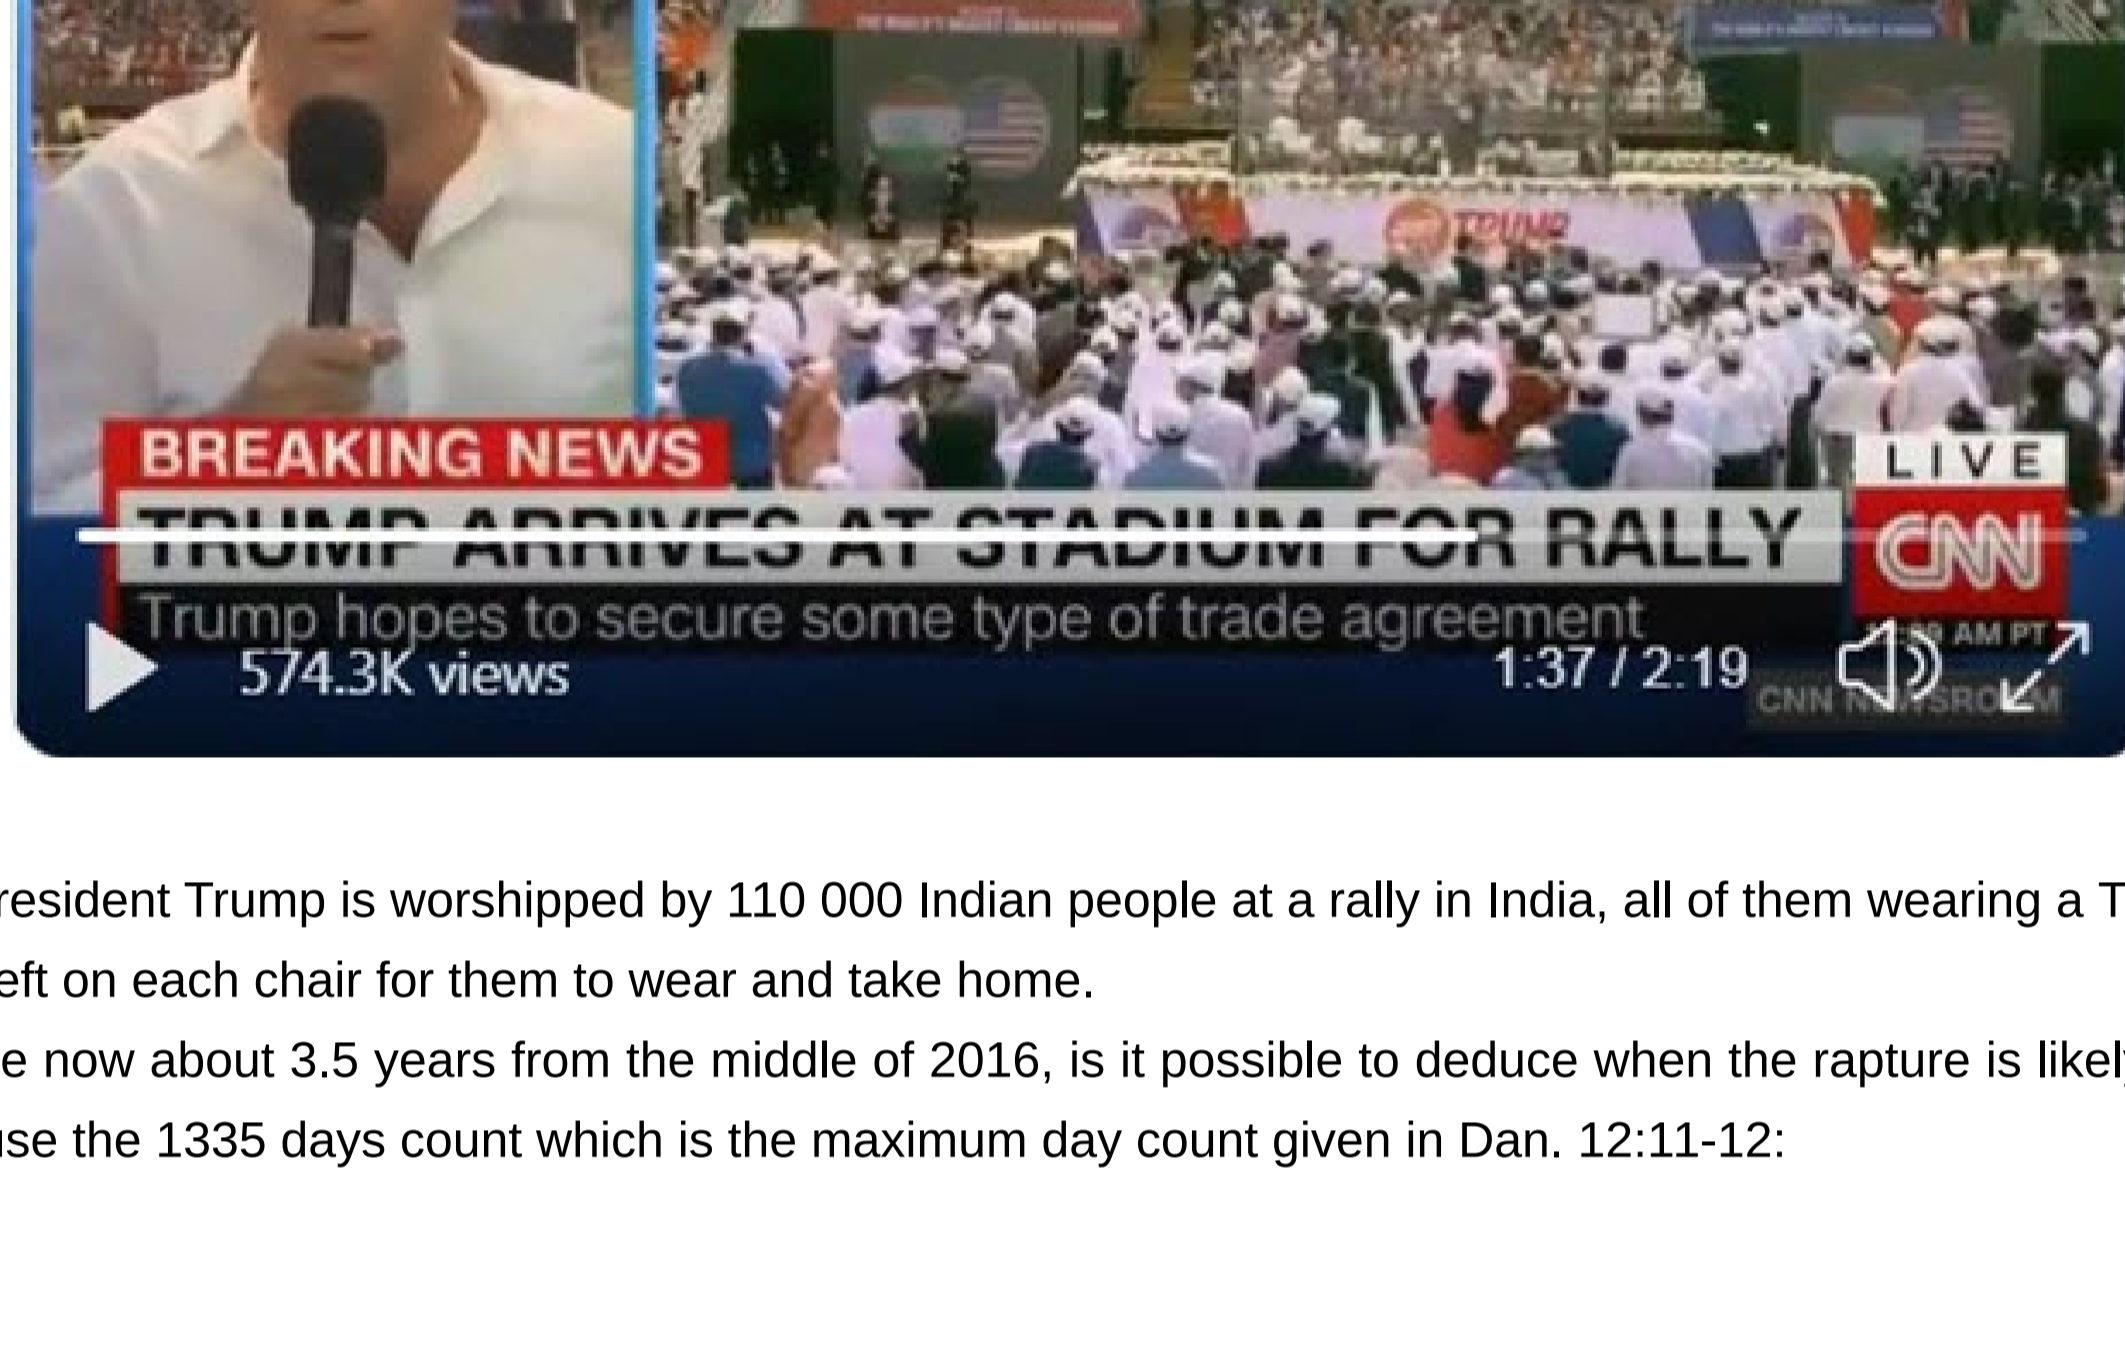 TRUMP
BREAKING NEWS
LIVE
TRUMP ARRIVES AT STADIUM FOR RALLY
CNN
Trump hopes to secure some type of trade agreement
AM PT
574.3K views
1:37 / 2:19
CNN NEWSROOM
resident Trump is worshipped by 110 000 Indian people at a rally in India, all of them wearing a T
eft on each chair for them to wear and take home.
e now about 3.5 years from the middle of 2016, is it possible to deduce when the rapture is likely
use the 1335 days count which is the maximum day count given in Dan. 12:11-12: